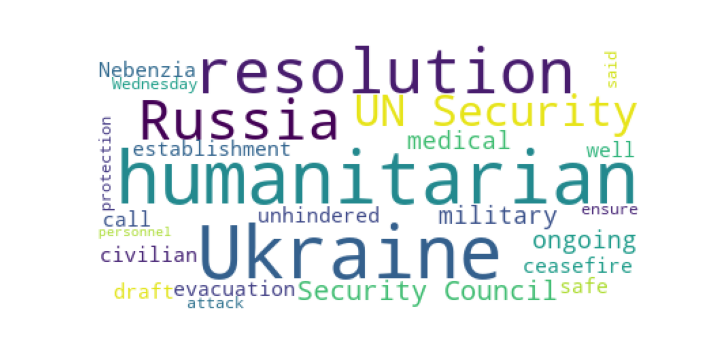 Nebenzia resolution said
Wednesday
Russia UN Security
protection establishment medical well
humanitarian
call unhindered military ensure
personnel Ukraine ongoing
civilian ceasefire
draft evacuation Security Council safe
attack